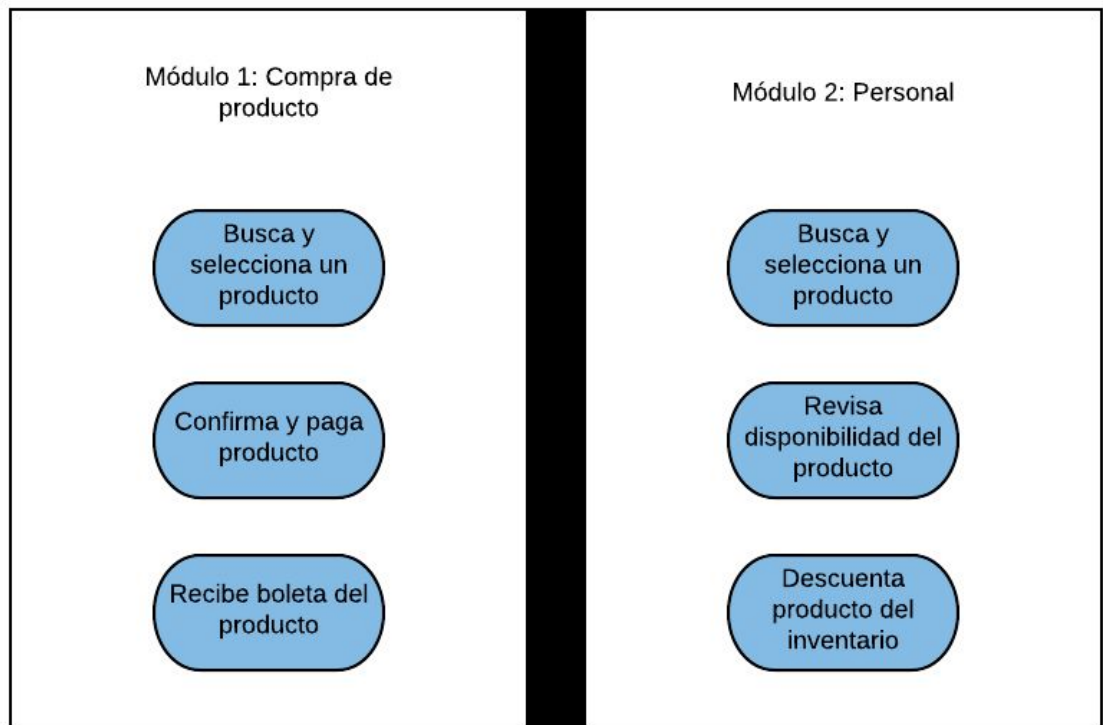 Módulo 1: Compra de
producto
Busca y
selecciona un
producto
Confirma y paga
producto
Recibe boleta del
producto
Módulo 2: Personal
Busca y
selecciona un
producto
Revisa
disponibilidad del
producto
Descuenta
producto del
inventario